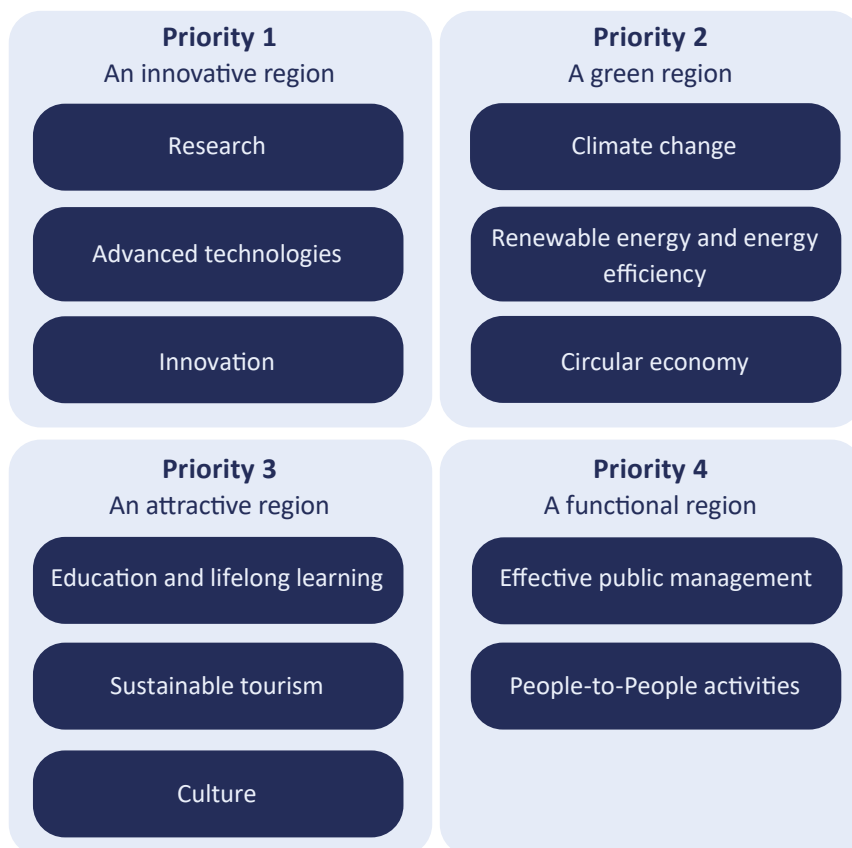 Priority 1
An innovative region
Research
Advanced technologies
Innovation
Priority 2
A green region
Climate change
Renewable energy and energy
efficiency
Circular economy
Priority 3
An attractive region
Education and lifelong learning
Sustainable tourism
Culture
Priority 4
A functional region
Effective public management
People-to-People activities